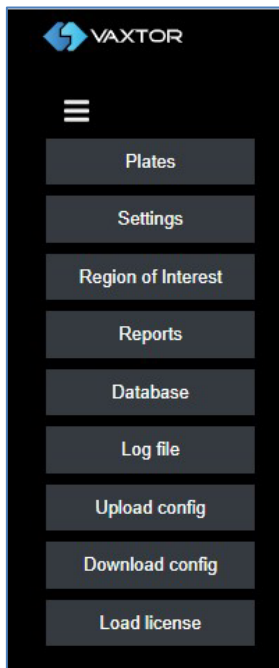 VAXTOR
Plates
Settings
Region of Interest
Reports
Database
Log file
Upload config
Download config
Load license